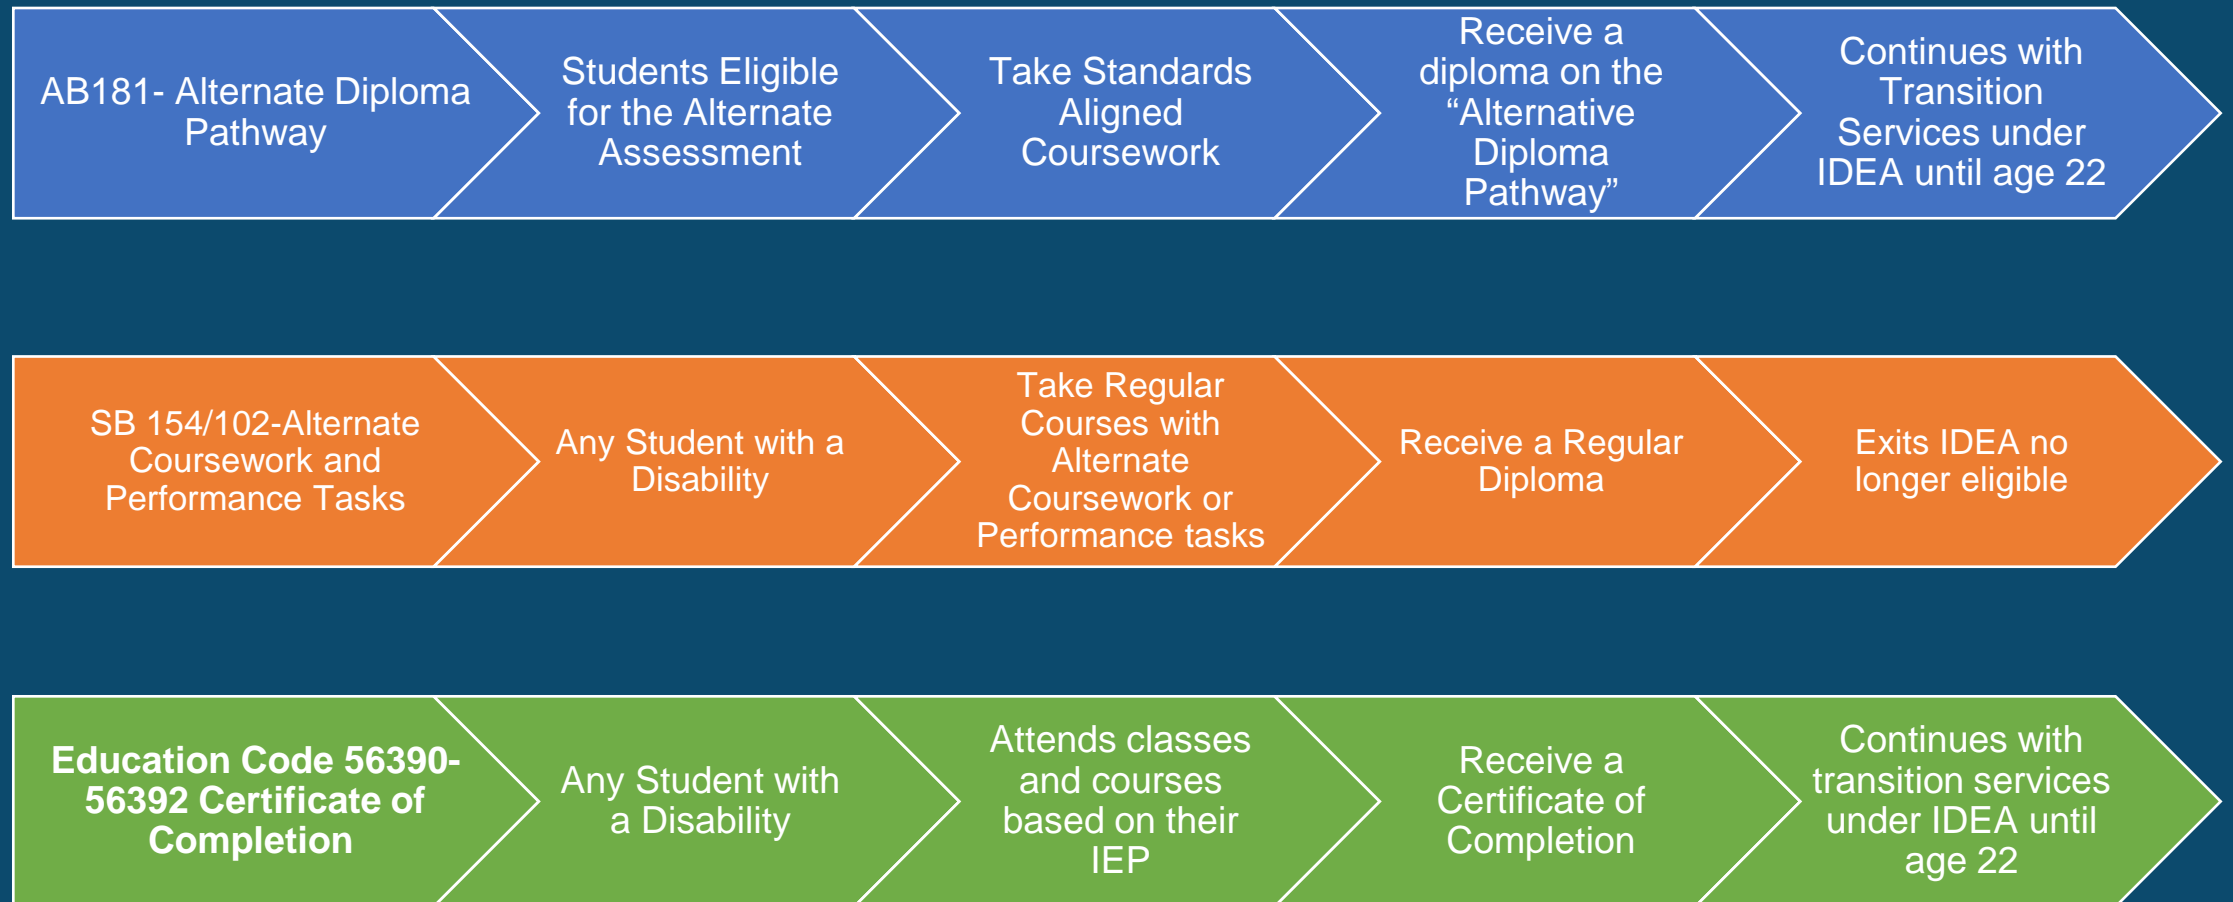 AB181- Alternate Diploma
Pathway
Students Eligible
for the Alternate
Assessment
Take Standards
Aligned
Coursework
Receive a
diploma on the
“Alternative
Diploma
Pathway”
Continues with
Transition
Services under
IDEA until age 22
SB 154/102-Alternate
Coursework and
Performance Tasks
Any Student with a
Disability
Take Regular
Courses with
Alternate
Coursework or
Performance tasks
Receive a Regular
Diploma
Exits IDEA no
longer eligible
Education Code 56390-
56392 Certificate of
Completion
Any Student with
a Disability
Attends classes
and courses
based on their
IEP
Receive a
Certificate of
Completion
Continues with
transition services
under IDEA until
age 22